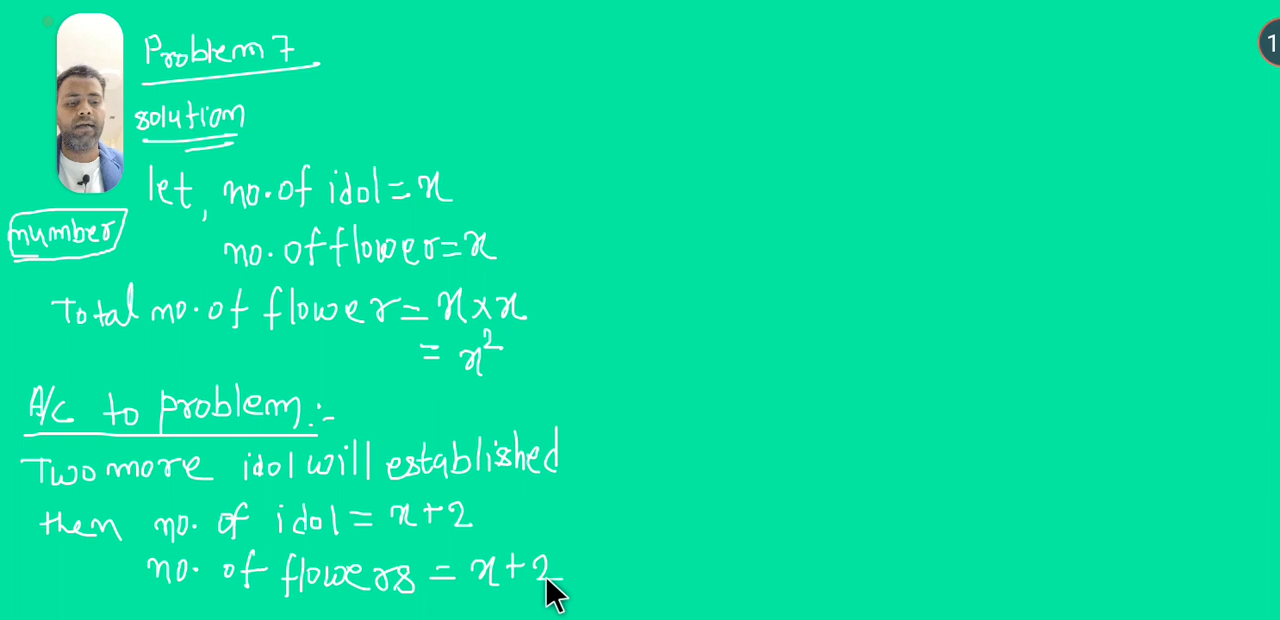 Problem 7
solution
let, no. of idol = x
number
no. of flower = x
Total no. of flower = x × x
= x²
A/C to problem :-
Two more idol will established
then no. of idol = x + 2
no. of flowers = x + 2
1